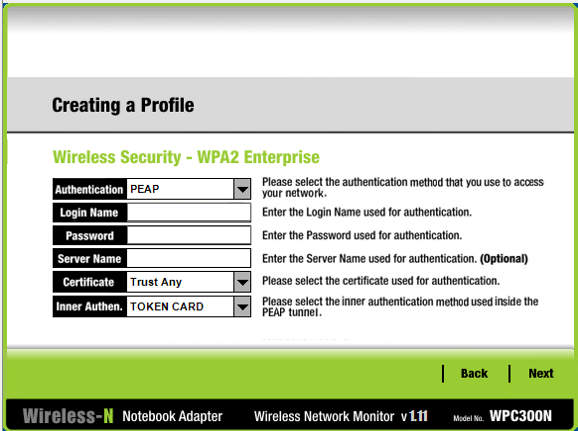 Creating a Profile
Wireless Security - WPA2 Enterprise
Authentication PEAP Please select the authentication method that you use to access
your network.
Login Name Enter the Login Name used for authentication.
Password Enter the Password used for authentication.
Server Name Enter the Server Name used for authentication. (Optional)
Certificate Trust Any Please select the certificate used for authentication.
Inner Authen. TOKEN CARD Please select the inner authentication method used inside the
PEAP tunnel.
Back Next
Wireless-N Notebook Adapter Wireless Network Monitor v1.11 Model No. WPC300N